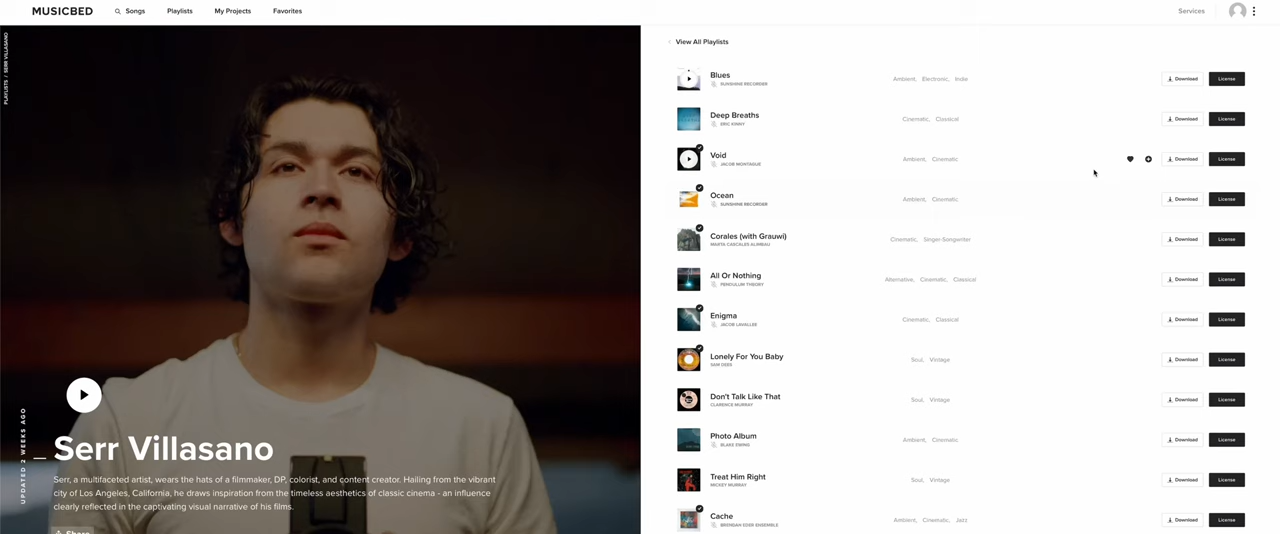 MUSICBED
Songs
Playlists
My Projects
Favorites
Services
PLAYLISTS / SERR VILLASANO
UPDATED 2 WEEKS AGO
Serr Villasano
Serr, a multifaceted artist, wears the hats of a filmmaker, DP, colorist, and content creator. Hailing from the vibrant
city of Los Angeles, California, he draws inspiration from the timeless aesthetics of classic cinema - an influence
clearly reflected in the captivating visual narrative of his films.
Share
View All Playlists
Blues
SUNSHINE RECORDER
Ambient, Electronic, Indie
Download
License
Deep Breaths
ERIC KINNY
Cinematic, Classical
Download
License
Void
JACOB MONTAGUE
Ambient, Cinematic
Download
License
Ocean
SUNSHINE RECORDER
Ambient, Cinematic
Download
License
Corales (with Grauwi)
Cinematic, Singer-Songwriter
Download
License
All Or Nothing
PENDULUM THEORY
Alternative, Cinematic, Classical
Download
License
Enigma
JACOB LAVALLEE
Cinematic, Classical
Download
License
Lonely For You Baby
SAM DEES
Soul, Vintage
Download
License
Don't Talk Like That
CLARENCE MURRAY
Soul, Vintage
Download
License
Photo Album
BLAKE EWING
Ambient, Cinematic
Download
License
Treat Him Right
MICKEY MURRAY
Soul, Vintage
Download
License
Cache
BRENDAN EDER ENSEMBLE
Ambient, Cinematic, Jazz
Download
License